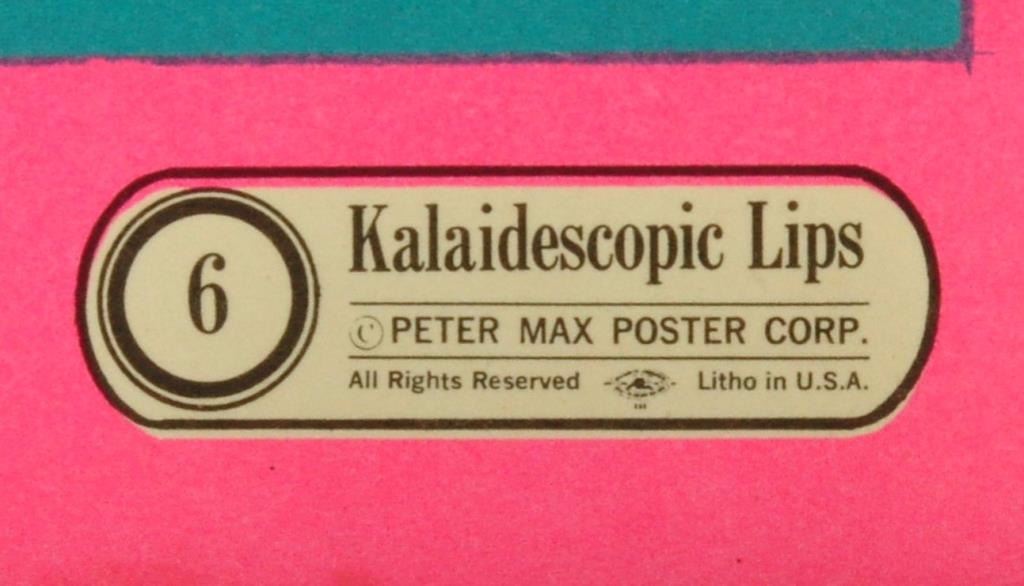 6
Kalaidescopic Lips
© PETER MAX POSTER CORP.
All Rights Reserved Litho in U.S.A.